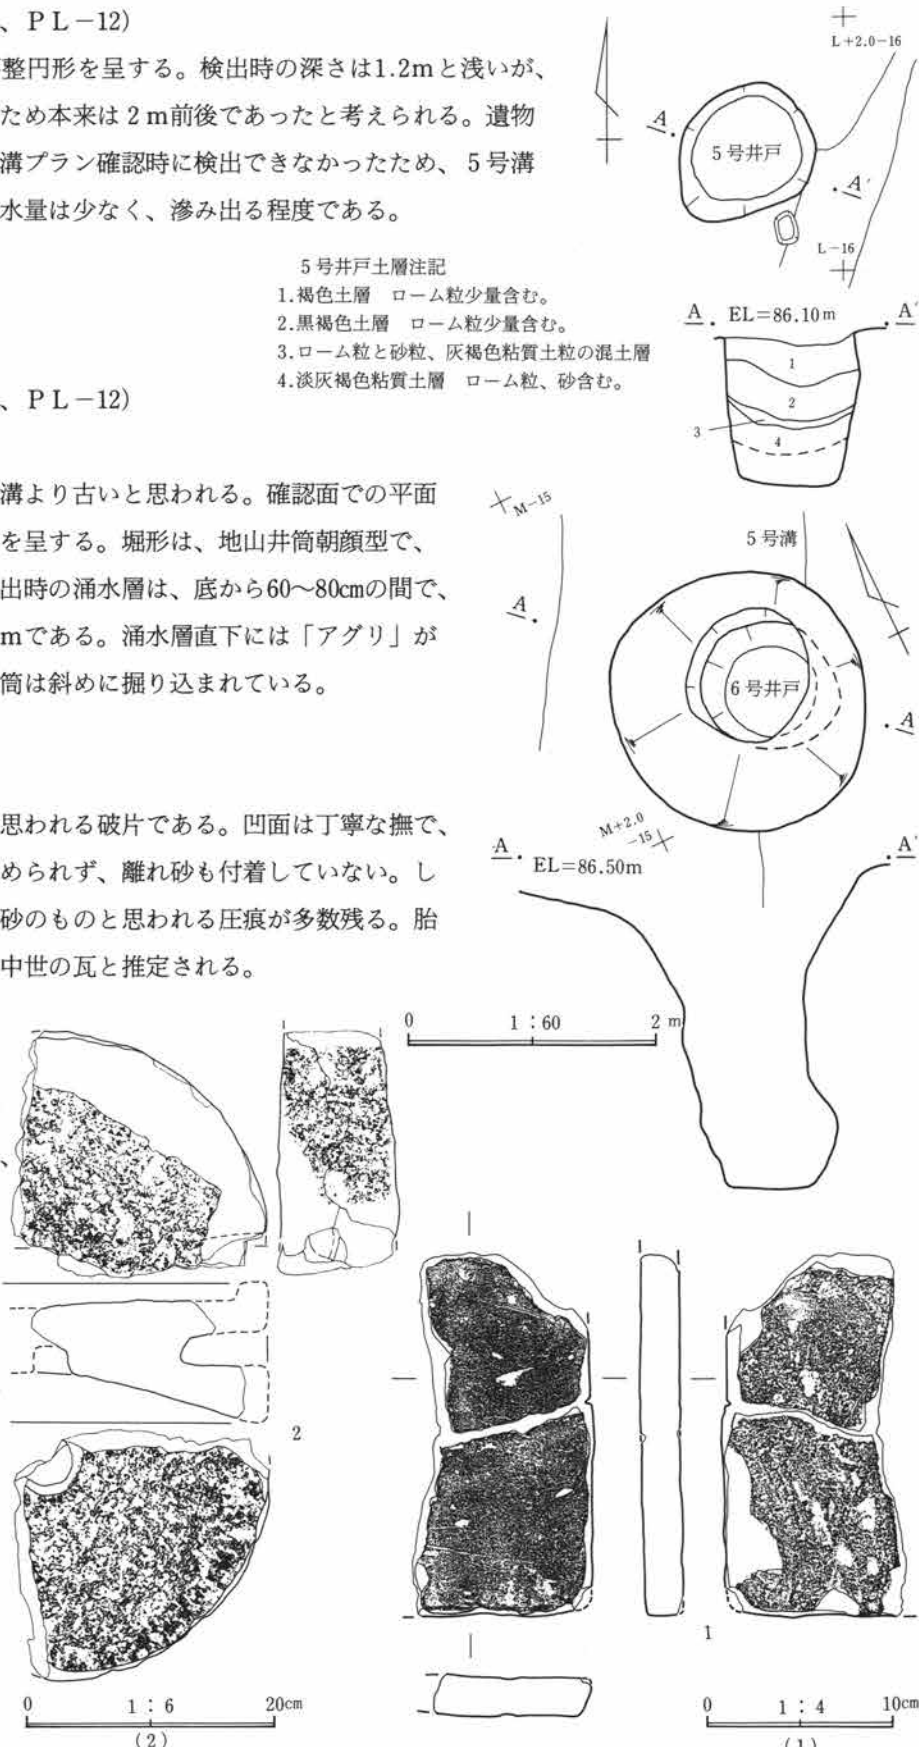 、ＰＬ－12）
整円形を呈する。検出時の深さは1.2mと浅いが、
ため本来は２m前後であったと考えられる。遺物
溝プラン確認時に検出できなかったため、５号溝
水量は少なく、滲み出る程度である。
L+2.0-16
A
５号井戸
A′
L-16
５号井戸土層注記
1.褐色土層　ローム粒少量含む。
2.黒褐色土層　ローム粒少量含む。
3.ローム粒と砂粒、灰褐色粘質土粒の混土層
4.淡灰褐色粘質土層　ローム粒、砂含む。
A
EL=86.10m
A′
1
2
3
4
、ＰＬ－12）
溝より古いと思われる。確認面での平面
を呈する。堀形は、地山井筒朝顔型で、
出時の涌水層は、底から60〜80cmの間で、
mである。涌水層直下には「アグリ」が
筒は斜めに掘り込まれている。
M-15
５号溝
A
６号井戸
A
思われる破片である。凹面は丁寧な撫で、
められず、離れ砂も付着していない。し
砂のものと思われる圧痕が多数残る。胎
中世の瓦と推定される。
M+2.0
-15
A
EL=86.50m
A′
0
1：60
2 m
、
2
1
0
1：6
20cm
（2）
0
1：4
10cm
（1）